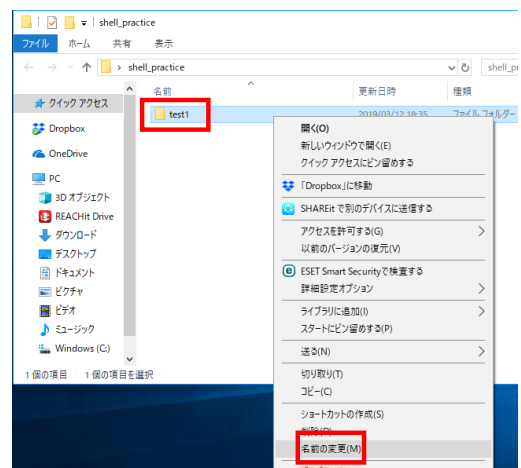 shell_practice
ファイル ホーム 共有 表示
shell_practice
shell_pr
名前 更新日時 種類
クイック アクセス
test1 2019/03/12 18:35 ファイル フォルダー
Dropbox
OneDrive
PC
3D オブジェクト
REACHit Drive
ダウンロード
デスクトップ
ドキュメント
ピクチャ
ビデオ
ミュージック
Windows (C:)
1 個の項目 1 個の項目を選択
開く(O)
新しいウィンドウで開く(E)
クイック アクセスにピン留めする
「Dropbox」に移動
SHAREit で別のデバイスに送信する
アクセスを許可する(G)
以前のバージョンの復元(V)
ESET Smart Securityで検査する
詳細設定オプション
ライブラリに追加(I)
スタートにピン留めする(P)
送る(N)
切り取り(T)
コピー(C)
ショートカットの作成(S)
削除(D)
名前の変更(M)